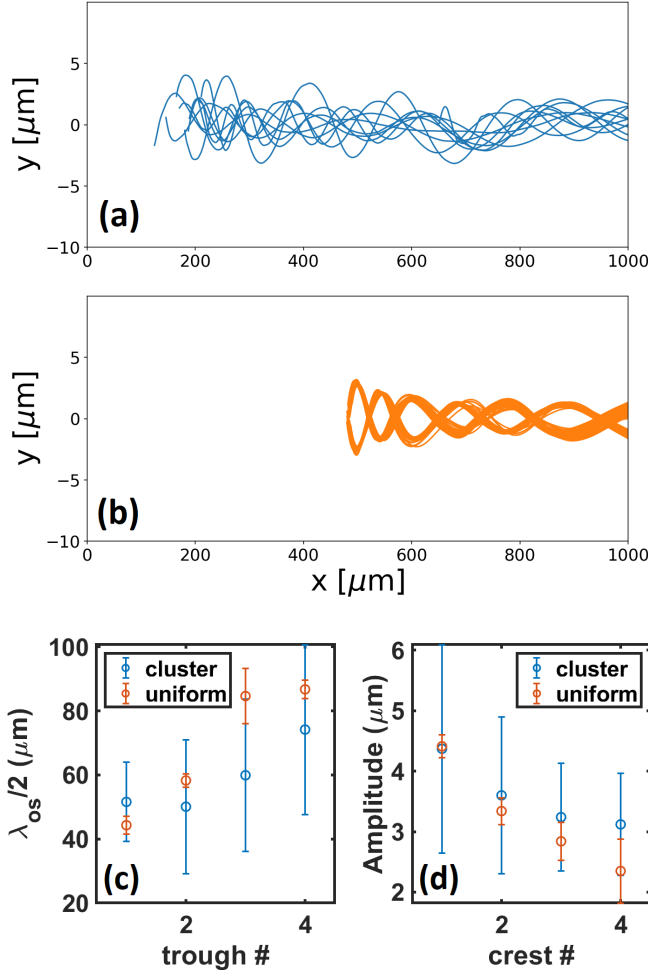 5
0
−5
−10
y [μm]
(a)
0 200 400 600 800 1000
5
0
−5
−10
y [μm]
(b)
0 200 400 600 800 1000
x [μm]
100
80
60
40
20
λos/2 (μm)
cluster
uniform
(c)
2 4
trough #
6
5
4
3
2
Amplitude (μm)
cluster
uniform
(d)
2 4
crest #